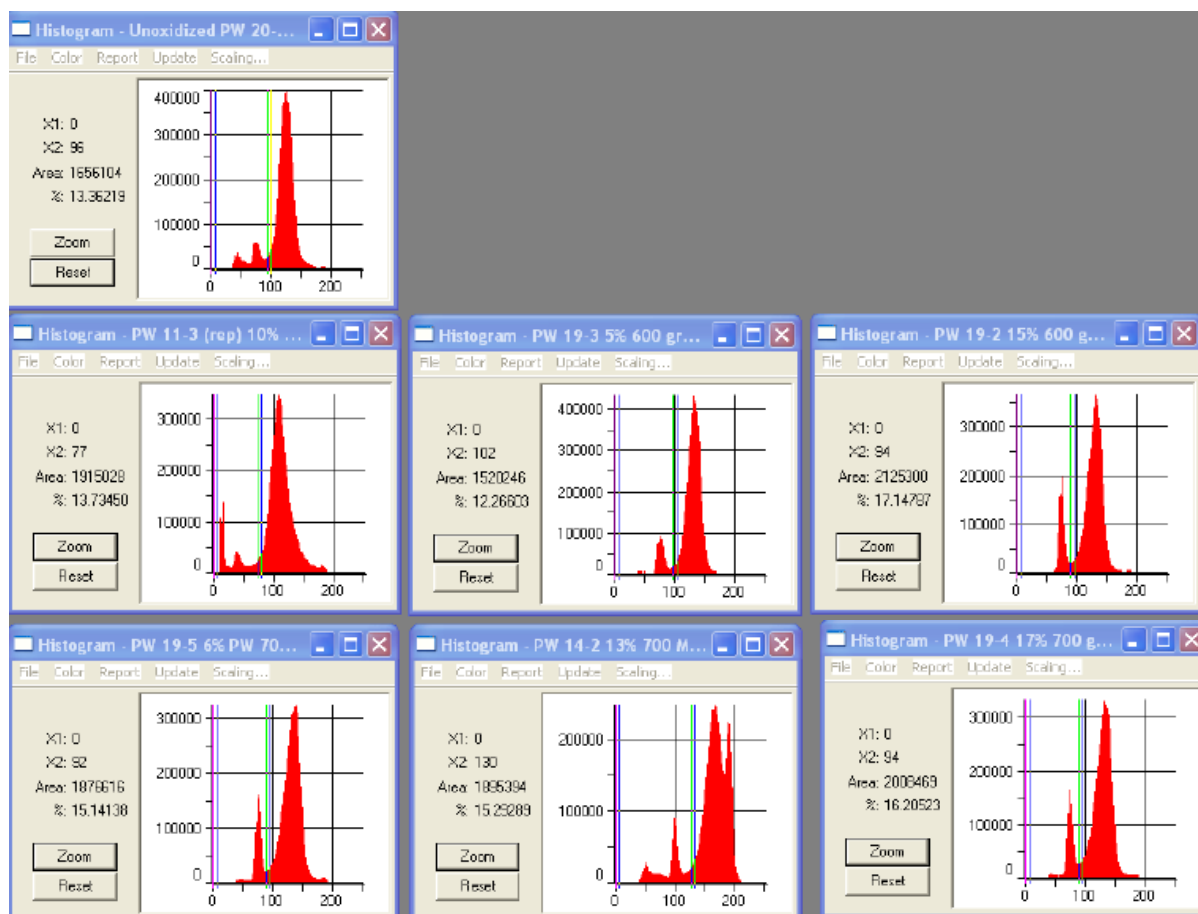 Histogram - Unoxidized PW 20-...
File Color Report Update Scaling...
X1: 0
X2: 96
Area: 1656104
%: 13.36219
Zoom
Reset
400000
300000
200000
100000
0
0 100 200
Histogram - PW 11-3 (rep) 10% ...
File Color Report Update Scaling...
X1: 0
X2: 77
Area: 1915028
%: 13.73450
Zoom
Reset
300000
200000
100000
0
0 100 200
Histogram - PW 19-3 5% 600 gr...
File Color Report Update Scaling...
X1: 0
X2: 102
Area: 1520246
%: 12.26603
Zoom
Reset
400000
300000
200000
100000
0
0 100 200
Histogram - PW 19-2 15% 600 g...
File Color Report Update Scaling...
X1: 0
X2: 94
Area: 2125300
%: 17.14787
Zoom
Reset
300000
200000
100000
0
0 100 200
Histogram - PW 19-5 6% PW 70...
File Color Report Update Scaling...
X1: 0
X2: 92
Area: 1876616
%: 15.14138
Zoom
Reset
300000
200000
100000
0
0 100 200
Histogram - PW 14-2 13% 700 M...
File Color Report Update Scaling...
X1: 0
X2: 130
Area: 1895394
%: 15.29289
Zoom
Reset
200000
100000
0
0 100 200
Histogram - PW 19-4 17% 700 g...
File Color Report Update Scaling...
X1: 0
X2: 94
Area: 2008469
%: 16.20523
Zoom
Reset
300000
200000
100000
0
0 100 200